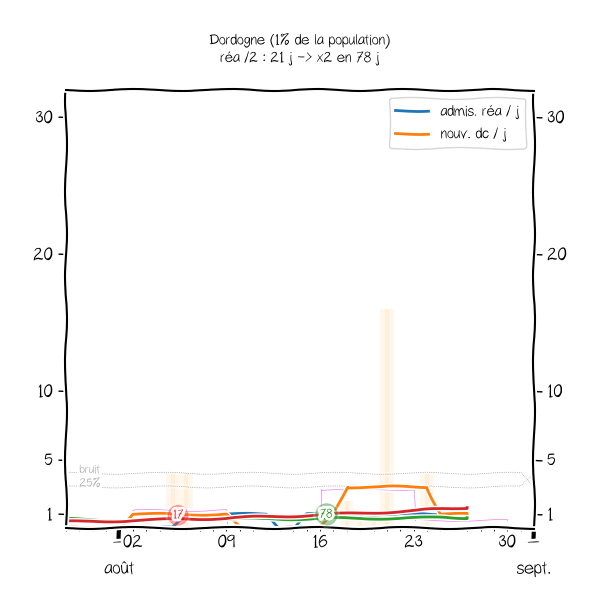 Dordogne (1% de la population)
réa /2 : 21 j -> x2 en 78 j
admis. réa / j
nouv. dc / j
30
30
20
20
10
10
5
5
bruit
25%
1
1
17
78
02
09
16
23
30
août
sept.